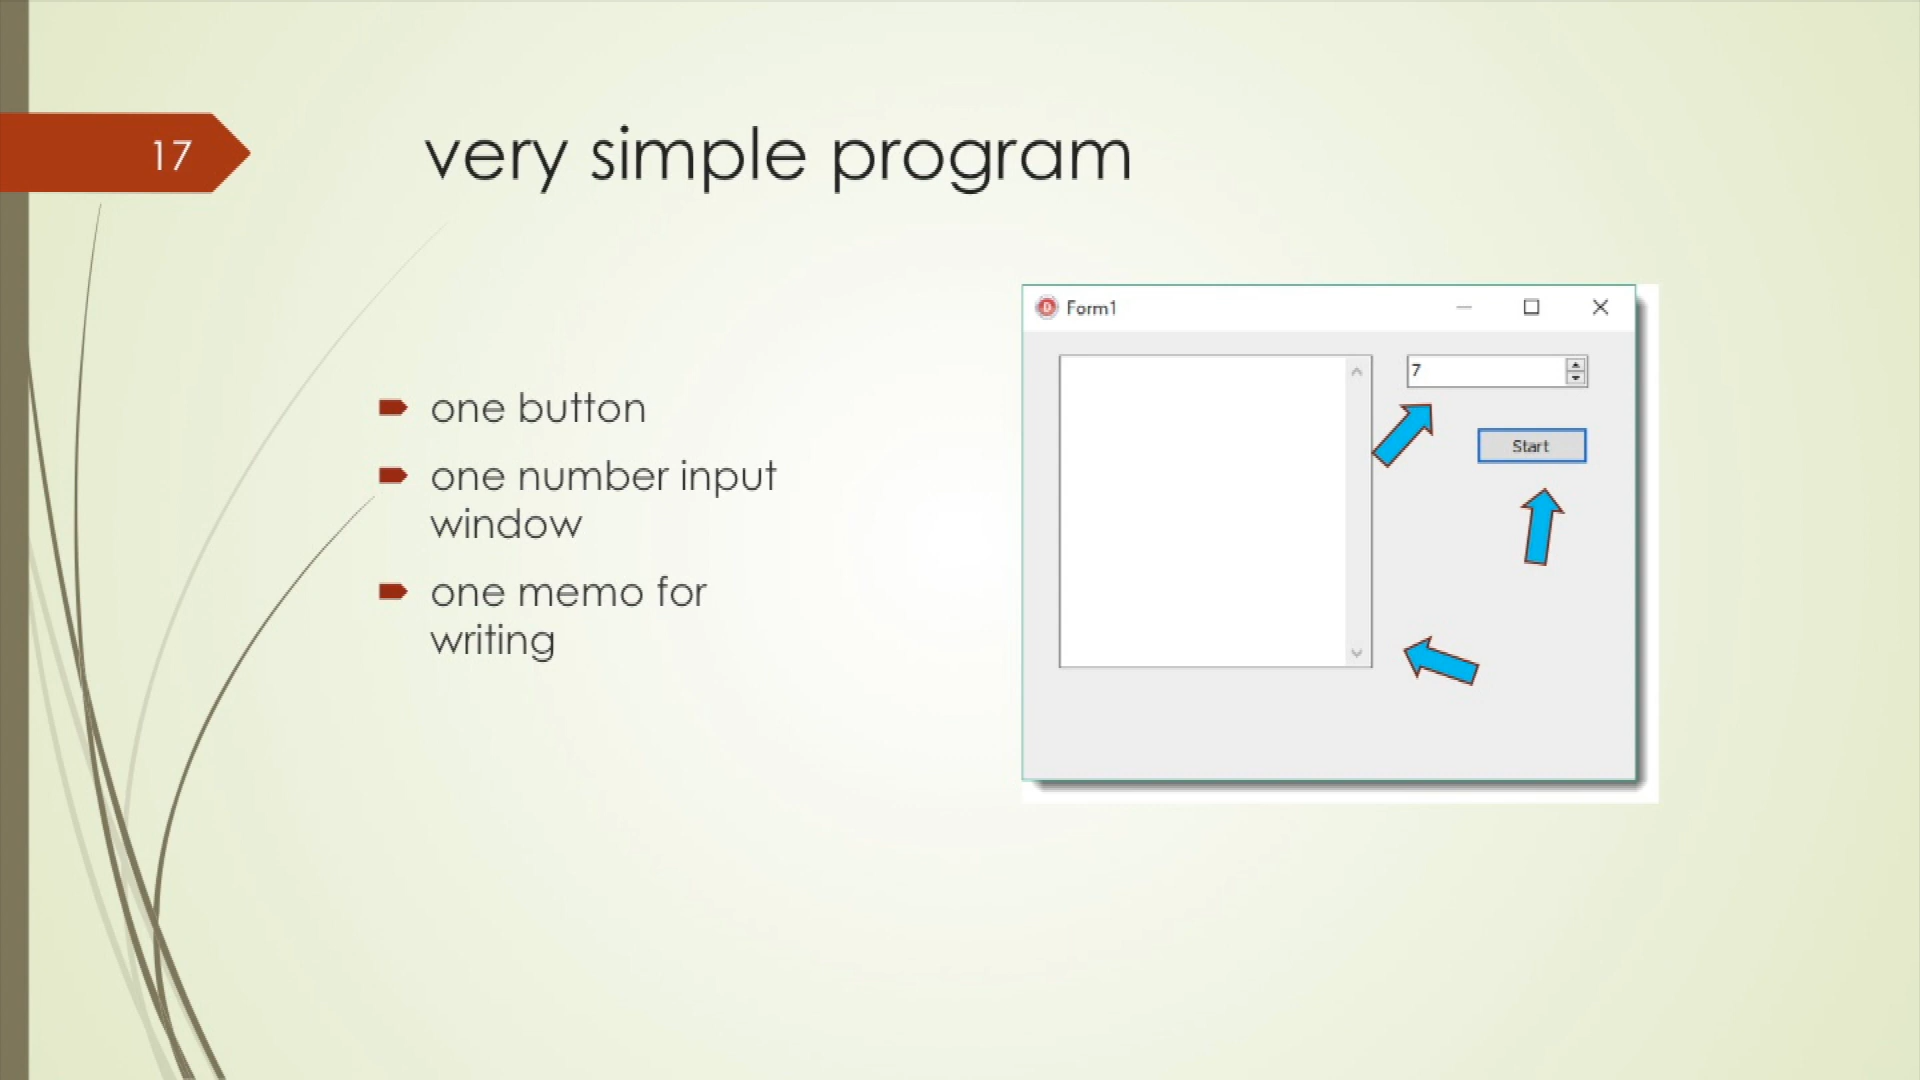 17
very simple program
one button
one number input
window
one memo for
writing
Form1
7
Start